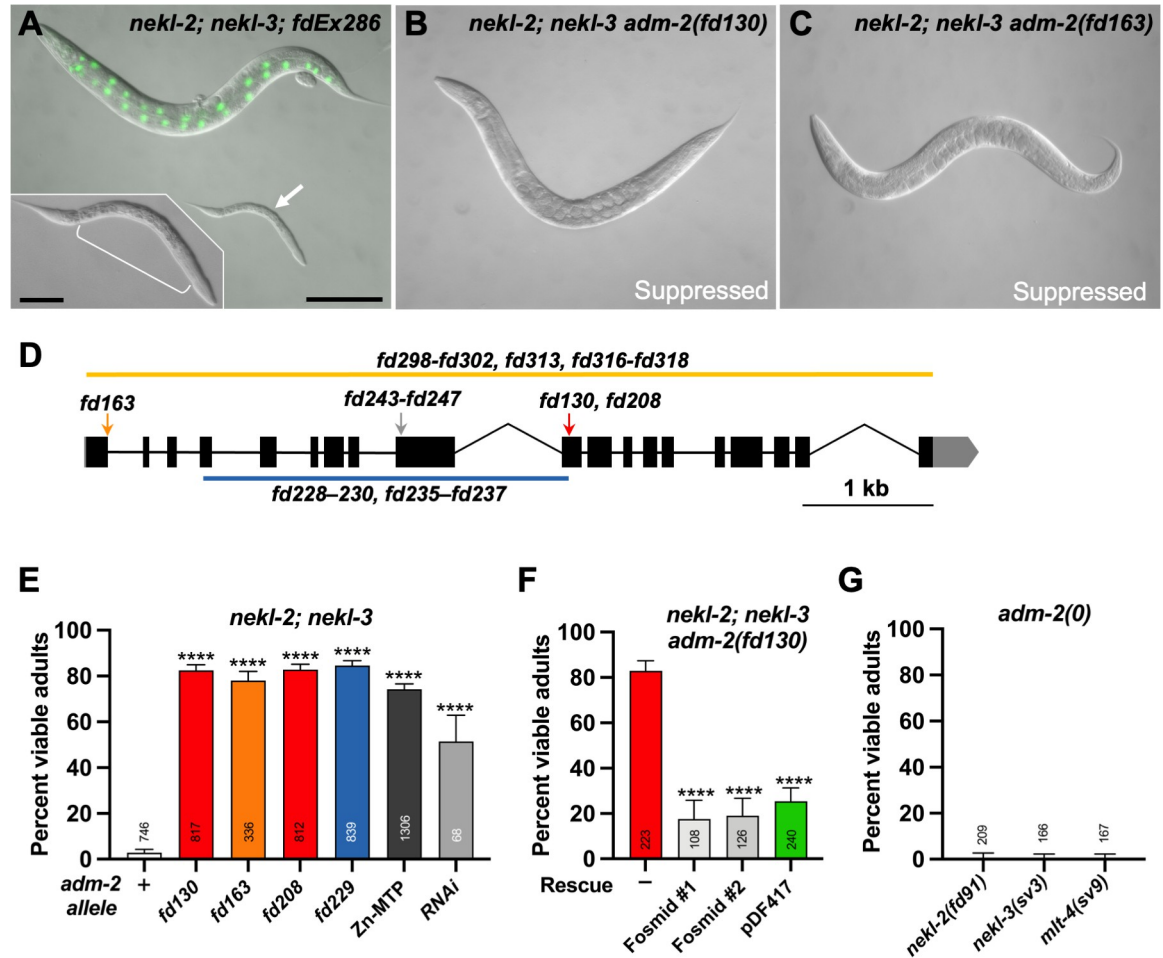 A
nekl-2; nekl-3; fdEx286
B
nekl-2; nekl-3 adm-2(fd130)
Suppressed
C
nekl-2; nekl-3 adm-2(fd163)
Suppressed
D
fd298-fd302, fd313, fd316-fd318
fd163
fd243-fd247
fd130, fd208
fd228–230, fd235–fd237
1 kb
E
nekl-2; nekl-3
Percent viable adults
100
80
60
40
20
0
**** **** **** **** **** ****
746 817 336 812 839 1306 68
adm-2
allele
+ fd130 fd163 fd208 fd229 Zn-MTP RNAi
F
nekl-2; nekl-3
adm-2(fd130)
Percent viable adults
100
80
60
40
20
0
**** **** ****
223 108 126 240
Rescue – Fosmid #1 Fosmid #2 pDF417
G
adm-2(0)
Percent viable adults
100
80
60
40
20
0
209 166 167
nekl-2(fd91) nekl-3(sv3) mlt-4(sv9)